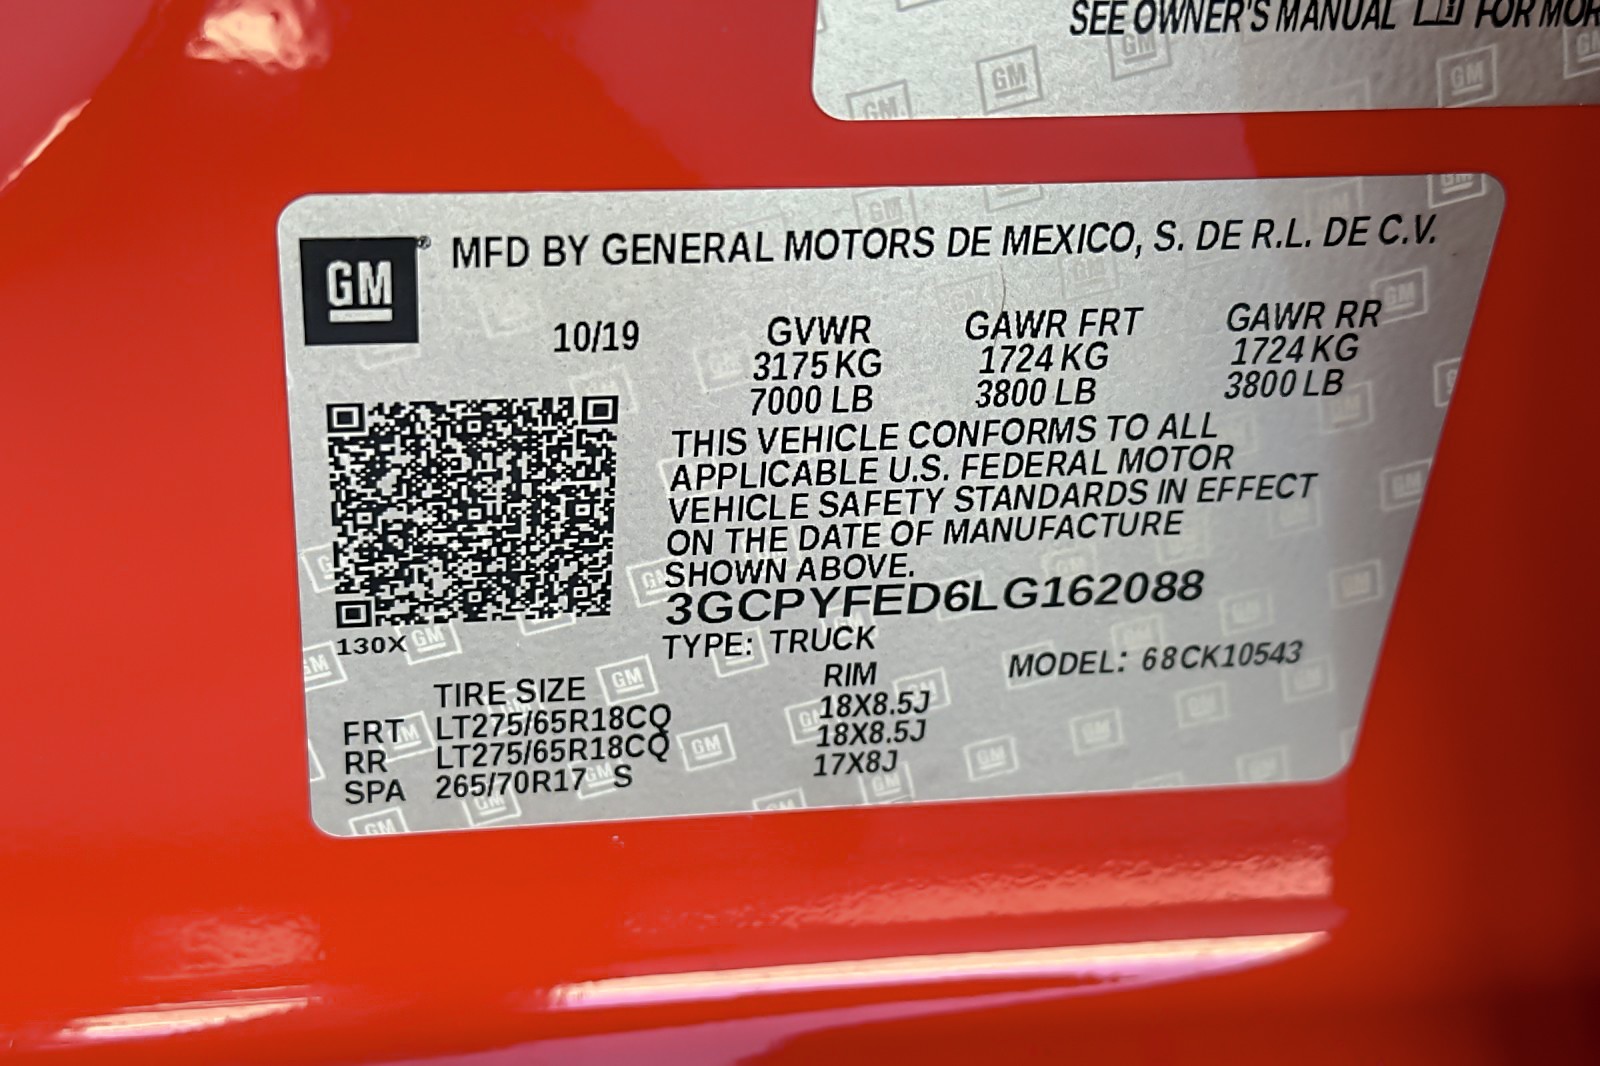 SEE OWNER'S MANUAL FOR MOR
GM® MFD BY GENERAL MOTORS DE MEXICO, S. DE R.L. DE C.V.
10/19 GVWR GAWR FRT GAWR RR
3175 KG 1724 KG 1724 KG
7000 LB 3800 LB 3800 LB
THIS VEHICLE CONFORMS TO ALL
APPLICABLE U.S. FEDERAL MOTOR
VEHICLE SAFETY STANDARDS IN EFFECT
ON THE DATE OF MANUFACTURE
SHOWN ABOVE.
3GCPYFED6LG162088
130X TYPE: TRUCK MODEL: 68CK10543
TIRE SIZE RIM
FRT LT275/65R18CQ 18X8.5J
RR LT275/65R18CQ 18X8.5J
SPA 265/70R17 S 17X8J